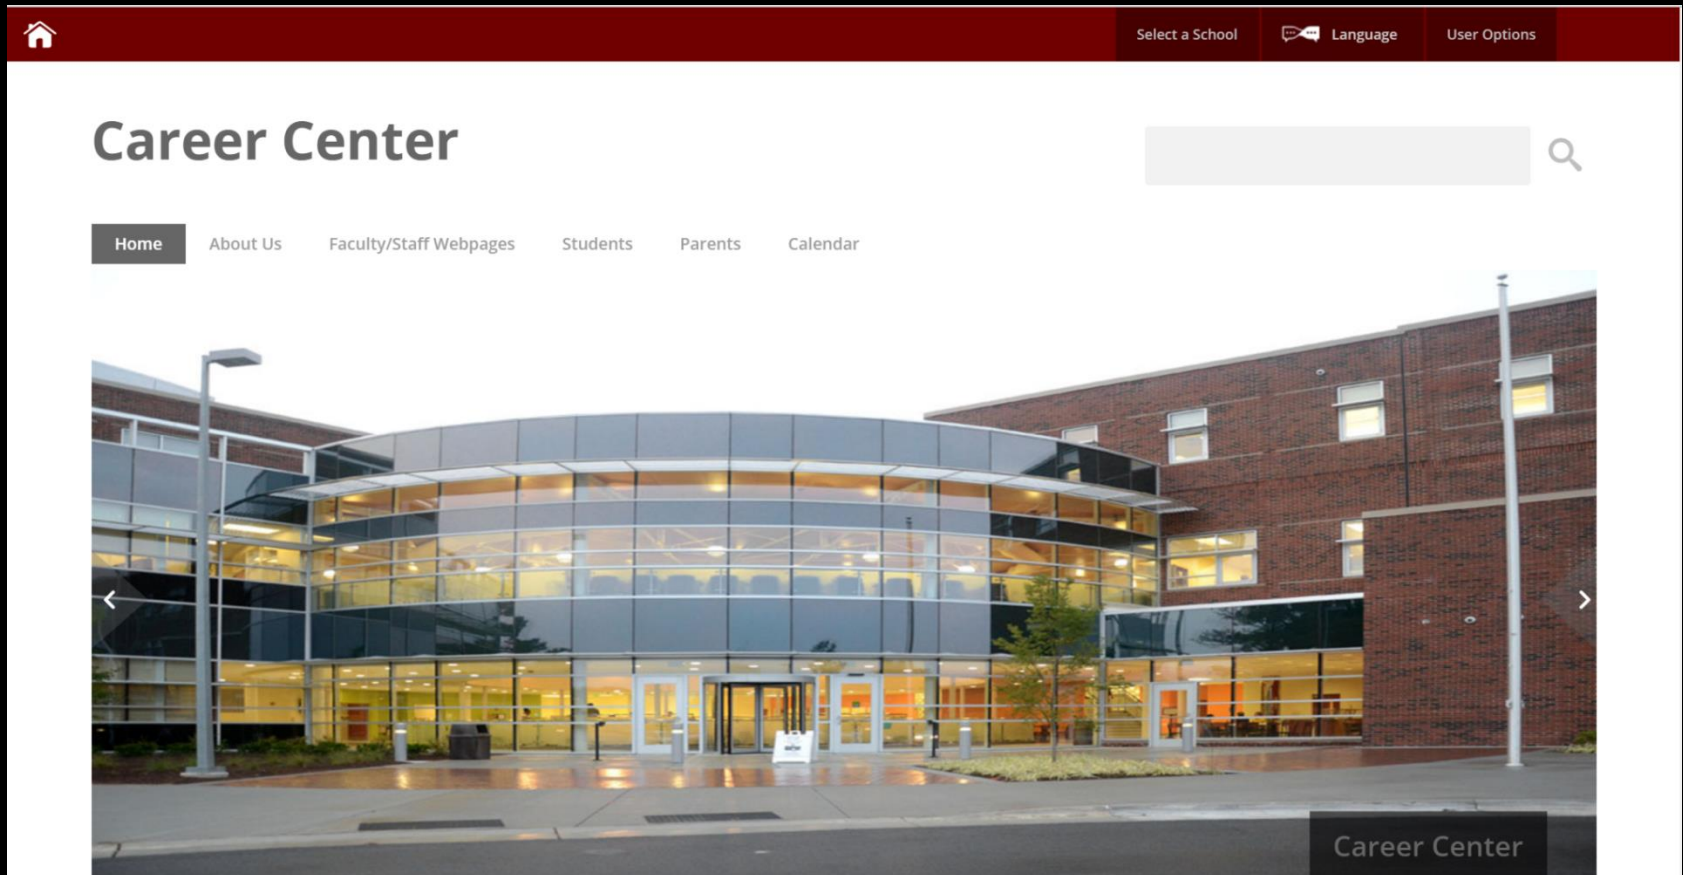 Select a School Language User Options
Career Center
Home About Us Faculty/Staff Webpages Students Parents Calendar
Career Center